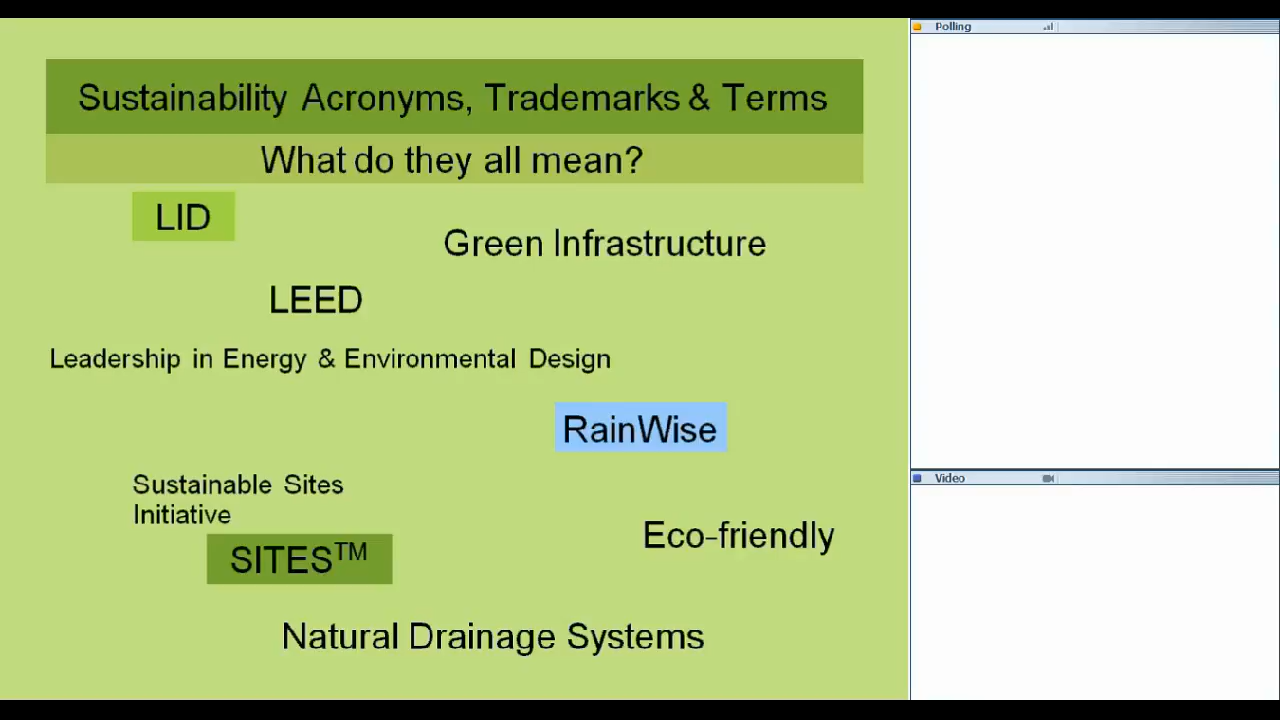 Sustainability Acronyms, Trademarks & Terms
What do they all mean?
LID
Green Infrastructure
LEED
Leadership in Energy & Environmental Design
RainWise
Sustainable Sites
Initiative
SITES™
Eco-friendly
Natural Drainage Systems
Polling
Video